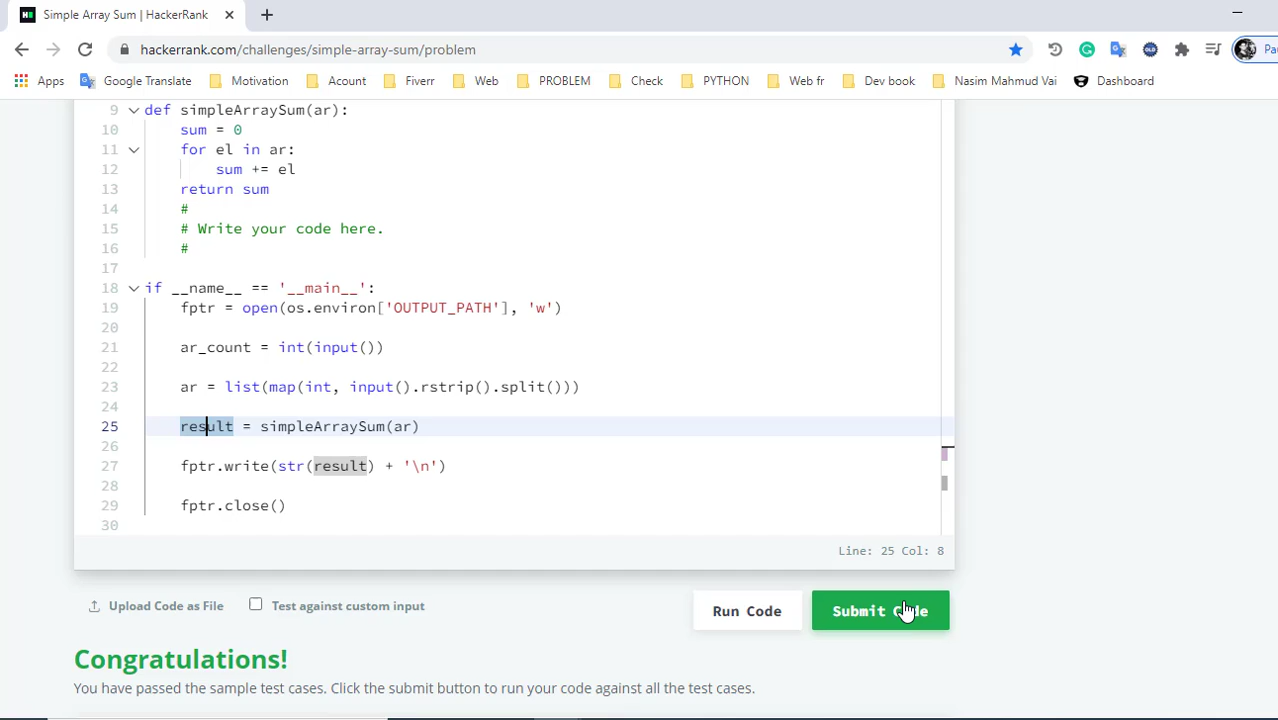 Simple Array Sum | HackerRank
hackerrank.com/challenges/simple-array-sum/problem
Apps Google Translate Motivation Acount Fiverr Web PROBLEM Check PYTHON Web fr Dev book Nasim Mahmud Vai Dashboard
9 def simpleArraySum(ar):
10 sum = 0
11 for el in ar:
12 sum += el
13 return sum
14 #
15 # Write your code here.
16 #
17
18 if __name__ == '__main__':
19 fptr = open(os.environ['OUTPUT_PATH'], 'w')
20
21 ar_count = int(input())
22
23 ar = list(map(int, input().rstrip().split()))
24
25 result = simpleArraySum(ar)
26
27 fptr.write(str(result) + '\n')
28
29 fptr.close()
30
Line: 25 Col: 8
Upload Code as File Test against custom input Run Code Submit Code
Congratulations!
You have passed the sample test cases. Click the submit button to run your code against all the test cases.